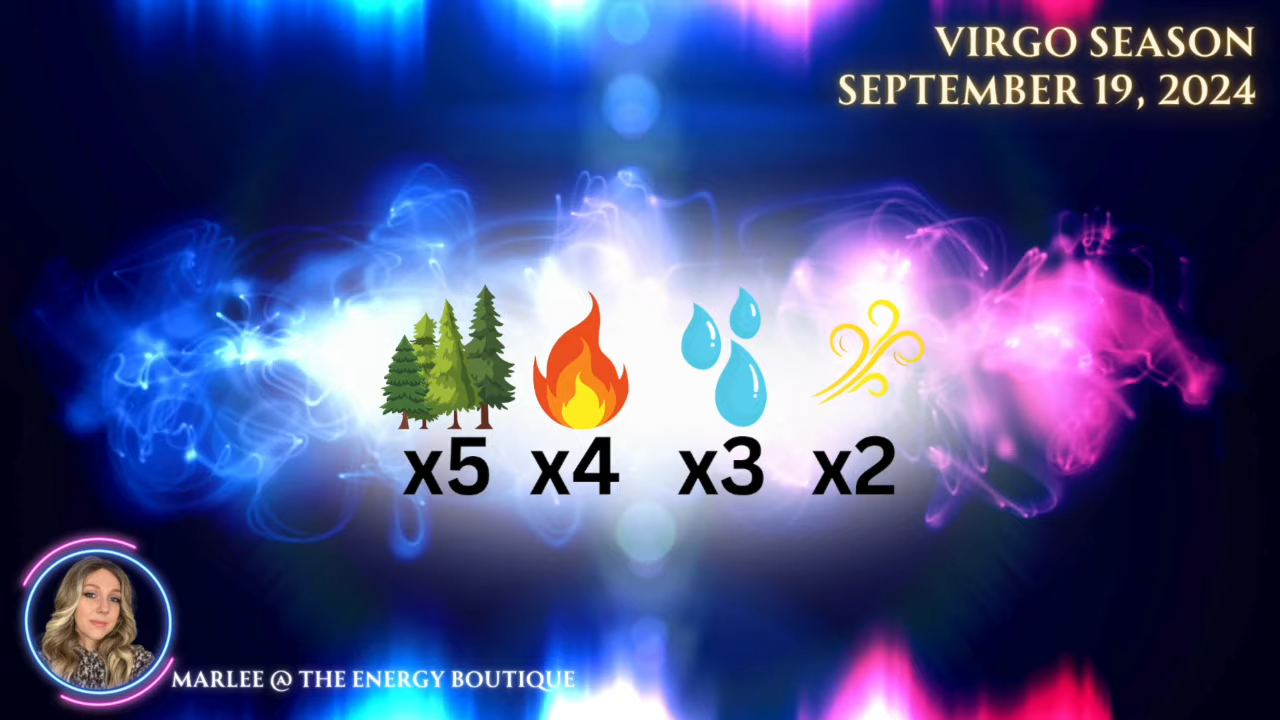 VIRGO SEASON
SEPTEMBER 19, 2024
x5 x4 x3 x2
MARLEE @ THE ENERGY BOUTIQUE